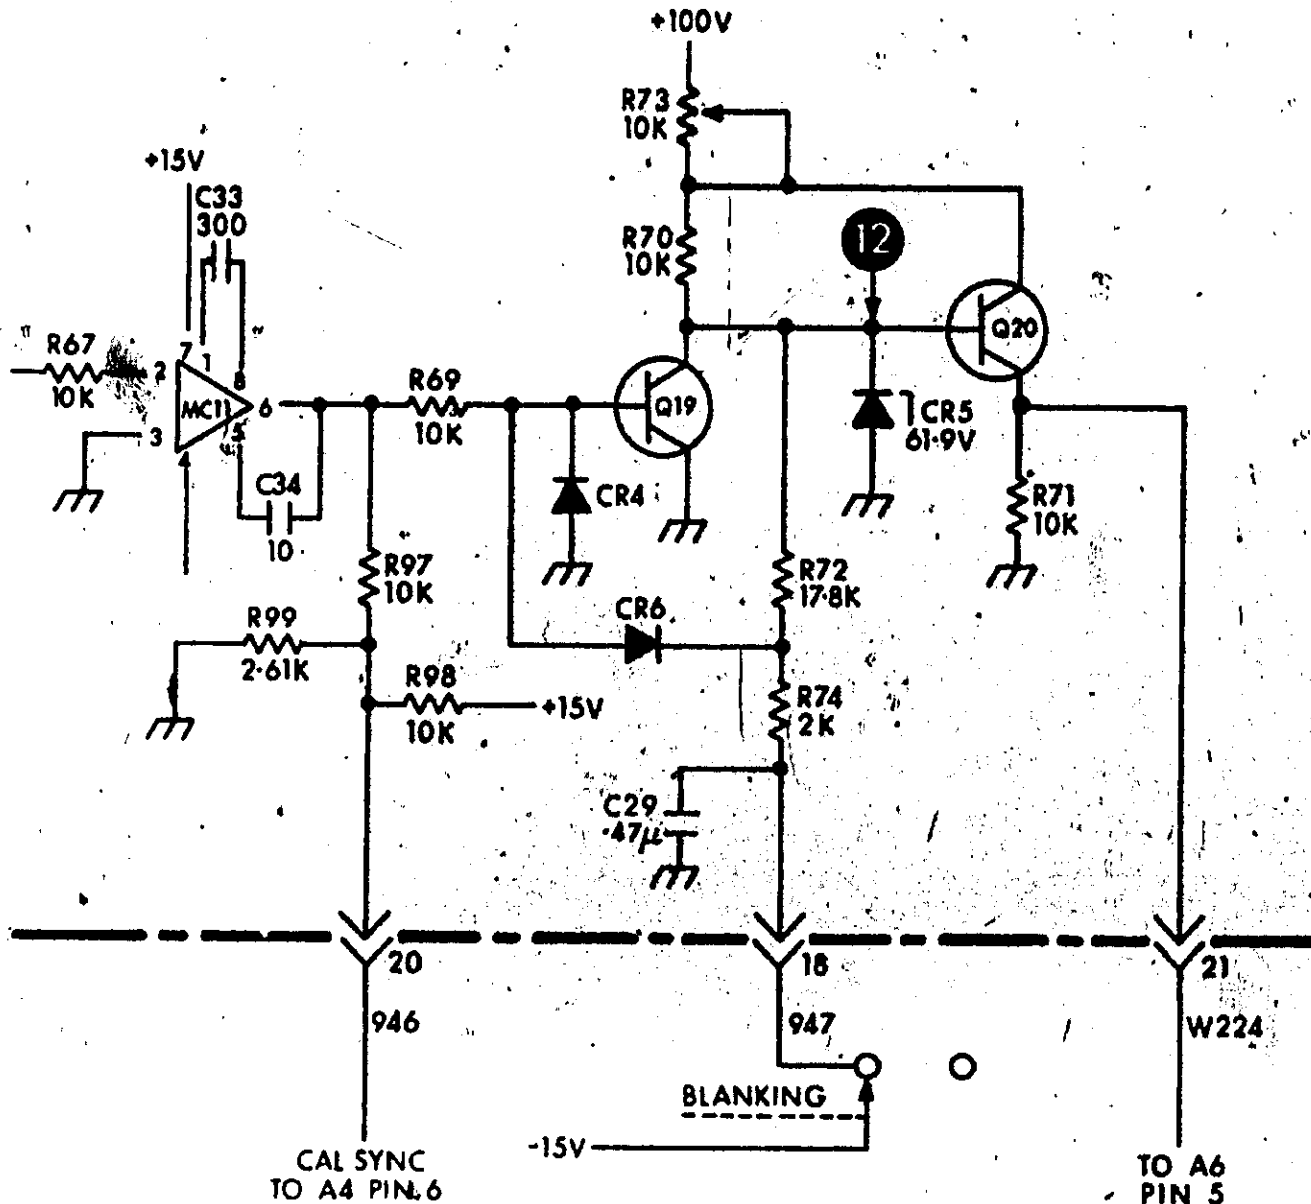 +100V
R73
10K
+15V
C33
300
R70
10K
12
7
1
8
R67
10K
2
MC11
6
3
5
4
R69
10K
Q19
Q20
CR5
61.9V
C34
10
CR4
R71
10K
R97
10K
R72
17.8K
R99
2.61K
CR6
R98
10K
+15V
R74
2K
C29
.47μ
20
18
21
946
947
W224
BLANKING
-15V
CAL SYNC
TO A4 PIN 6
TO A6
PIN 5